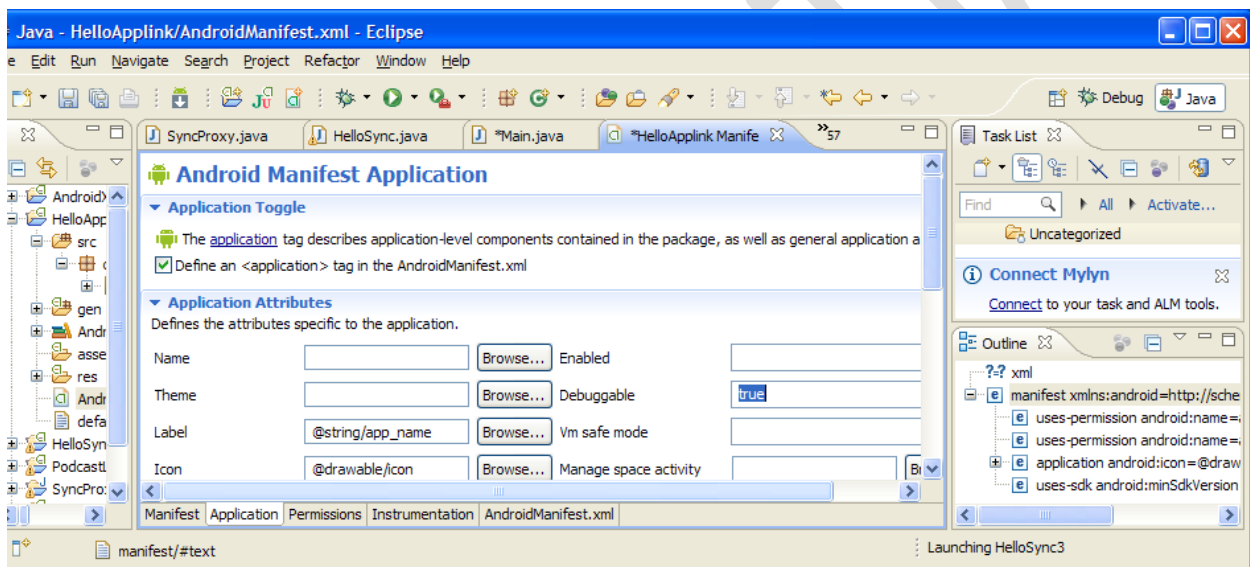 Java - HelloApplink/AndroidManifest.xml - Eclipse
e Edit Run Navigate Search Project Refactor Window Help
Debug Java
SyncProxy.java HelloSync.java *Main.java *HelloApplink Manife »57
Task List
Android Manifest Application
Application Toggle
The application tag describes application-level components contained in the package, as well as general application a
Define an <application> tag in the AndroidManifest.xml
Application Attributes
Defines the attributes specific to the application.
Name Browse... Enabled
Theme Browse... Debuggable true
Label @string/app_name Browse... Vm safe mode
Icon @drawable/icon Browse... Manage space activity
Manifest Application Permissions Instrumentation AndroidManifest.xml
Android
HelloApp
src
gen
Andr
asse
res
Andr
defa
HelloSyn
PodcastL
SyncPro
Find All Activate...
Uncategorized
Connect Mylyn
Connect to your task and ALM tools.
Outline
?=? xml
manifest xmlns:android=http://sche
uses-permission android:name=
uses-permission android:name=
application android:icon=@draw
uses-sdk android:minSdkVersion
manifest/#text
Launching HelloSync3